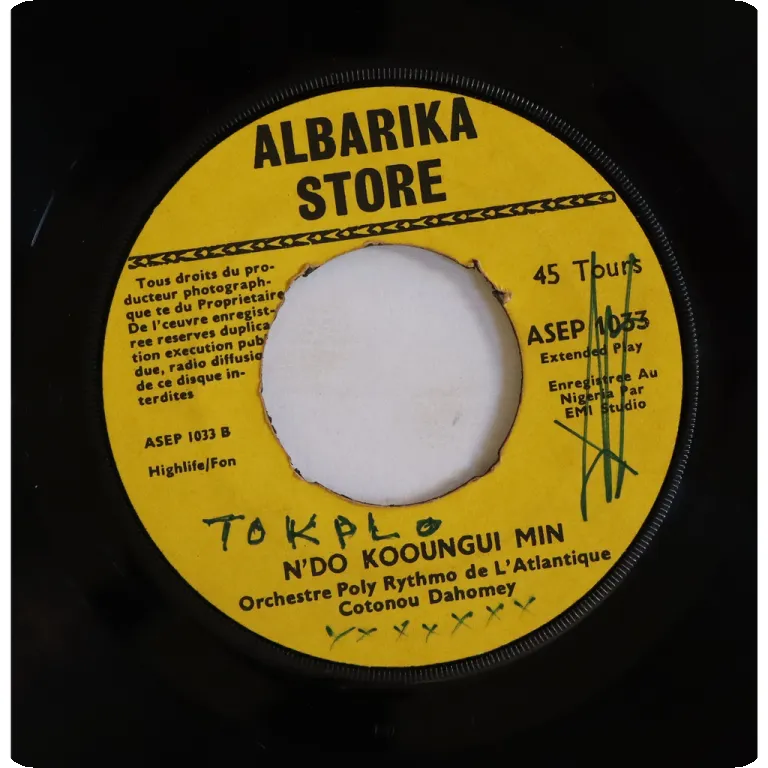 ALBARIKA
STORE
Tous droits du pro-
ducteur photograph-
que te du Proprietaire
De l'ceuvre enregist-
ree reserves duplica
tion execution pub
due, radio diffusio
de ce disque in-
terdites
ASEP 1033 B
Highlife/Fon
45 Tours
ASEP 1033
Extended Play
Enregistree Au
Nigeria Par
EMI Studio
TOKPLO
N'DO KOOUNGUI MIN
Orchestre Poly Rythmo de L'Atlantique
Cotonou Dahomey